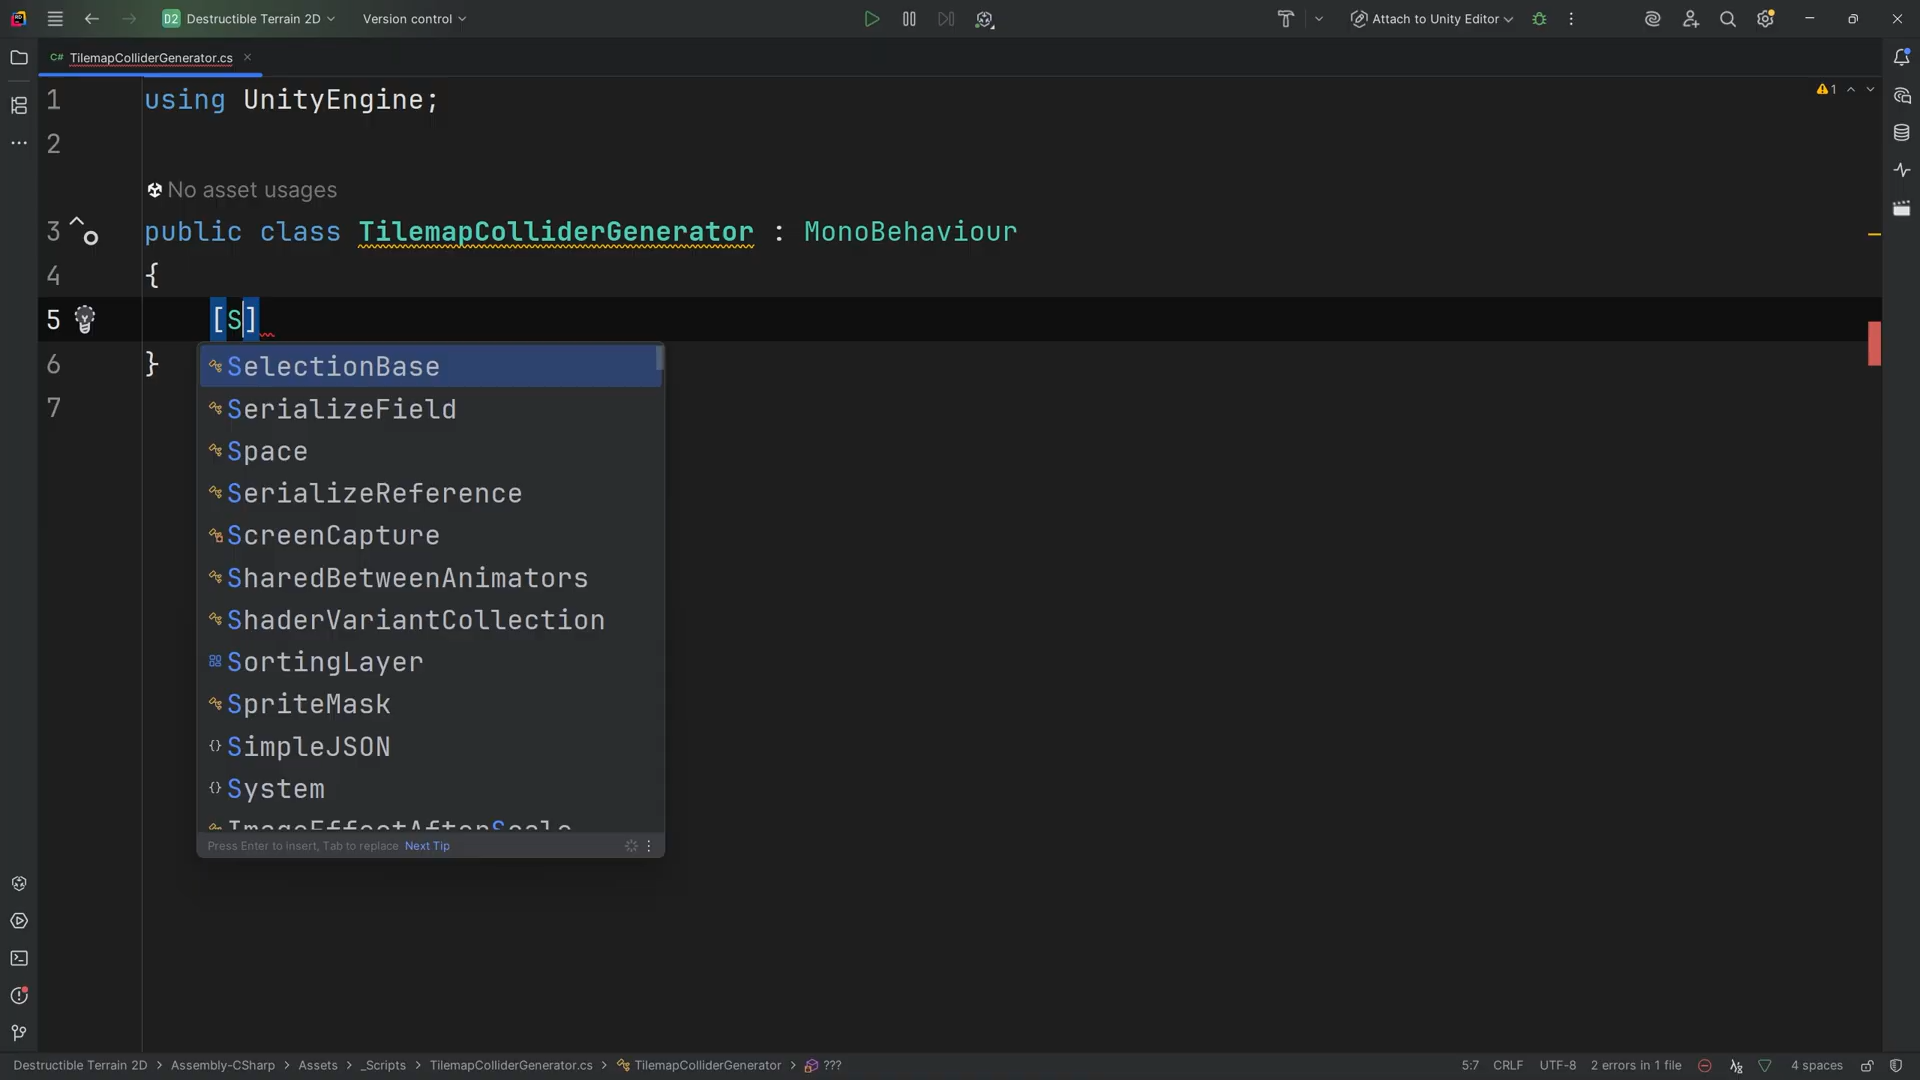 D2 Destructible Terrain 2D Version control Attach to Unity Editor
C# TilemapColliderGenerator.cs
1 using UnityEngine; 1
2
No asset usages
3 public class TilemapColliderGenerator : MonoBehaviour
4 {
5 [S]
6 }
7
SelectionBase
SerializeField
Space
SerializeReference
ScreenCapture
SharedBetweenAnimators
ShaderVariantCollection
SortingLayer
SpriteMask
{} SimpleJSON
{} System
ImageEffectAfterScale
Press Enter to insert, Tab to replace Next Tip
Destructible Terrain 2D Assembly-CSharp Assets _Scripts TilemapColliderGenerator.cs TilemapColliderGenerator ??? 5:7 CRLF UTF-8 2 errors in 1 file 4 spaces